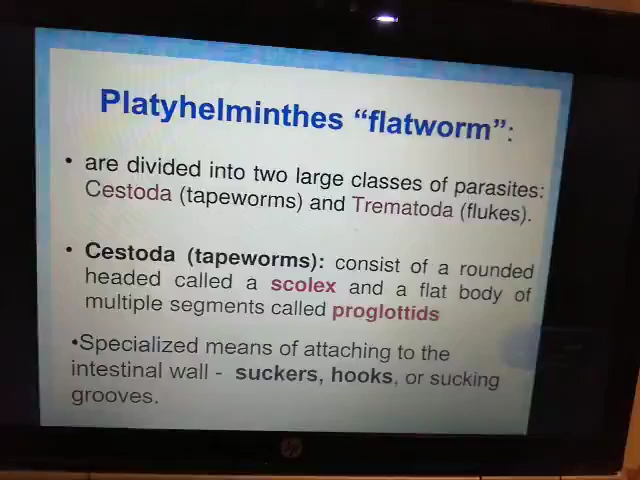 Platyhelminthes “flatworm”:
• are divided into two large classes of parasites:
Cestoda (tapeworms) and Trematoda (flukes).
• Cestoda (tapeworms): consist of a rounded
headed called a scolex and a flat body of
multiple segments called proglottids
•Specialized means of attaching to the
intestinal wall - suckers, hooks, or sucking
grooves.
hp